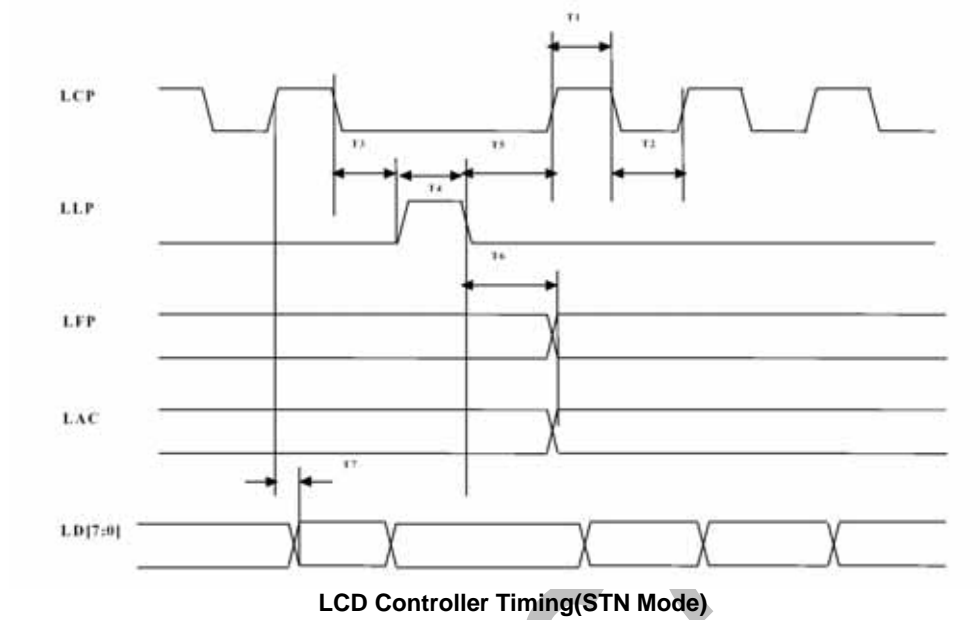 T1
LCP
T3
T5
T2
T4
LLP
T6
LFP
LAC
T7
LD[7:0]
LCD Controller Timing(STN Mode)